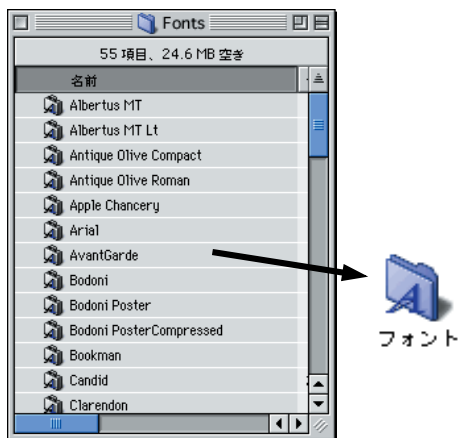 Fonts
55 項目、24.6 MB 空き
名前
Albertus MT
Albertus MT Lt
Antique Olive Compact
Antique Olive Roman
Apple Chancery
Arial
AvantGarde
Bodoni
Bodoni Poster
Bodoni PosterCompressed
Bookman
Candid
Clarendon
フォント